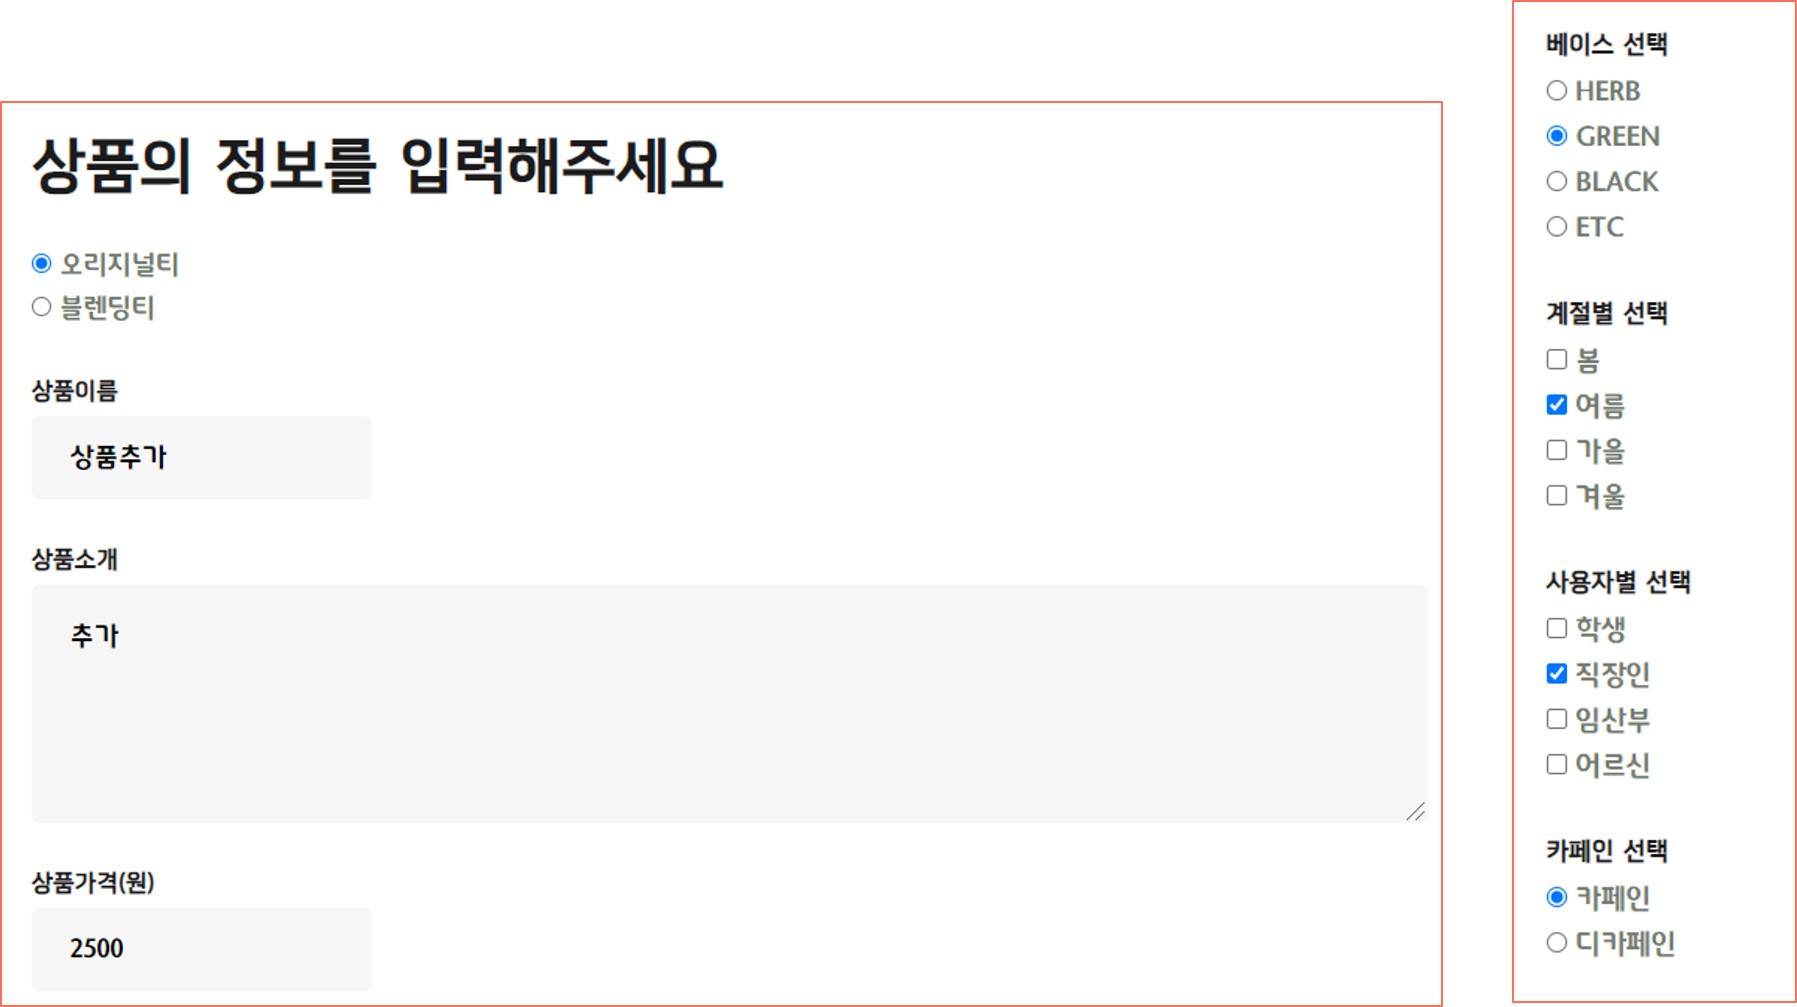 상품의 정보를 입력해주세요
오리지널티
블렌딩티
상품이름
상품추가
상품소개
추가
상품가격(원)
2500
베이스 선택
HERB
GREEN
BLACK
ETC
계절별 선택
봄
여름
가을
겨울
사용자별 선택
학생
직장인
임산부
어르신
카페인 선택
카페인
디카페인